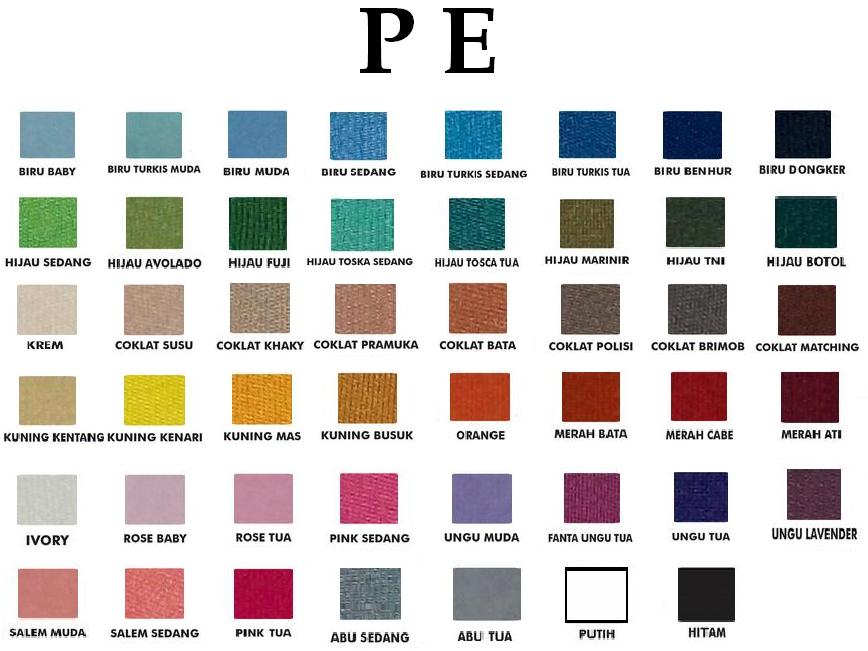 P E
BIRU BABY BIRU TURKIS MUDA BIRU MUDA BIRU SEDANG BIRU TURKIS SEDANG BIRU TURKIS TUA BIRU BENHUR BIRU DONGKER
HIJAU SEDANG HIJAU AVOLADO HIJAU FUJI HIJAU TOSKA SEDANG HIJAU TOSCA TUA HIJAU MARINIR HIJAU TNI HIJAU BOTOL
KREM COKLAT SUSU COKLAT KHAKY COKLAT PRAMUKA COKLAT BATA COKLAT POLISI COKLAT BRIMOB COKLAT MATCHING
KUNING KENTANG KUNING KENARI KUNING MAS KUNING BUSUK ORANGE MERAH BATA MERAH CABE MERAH ATI
IVORY ROSE BABY ROSE TUA PINK SEDANG UNGU MUDA FANTA UNGU TUA UNGU TUA UNGU LAVENDER
SALEM MUDA SALEM SEDANG PINK TUA ABU SEDANG ABU TUA PUTIH HITAM